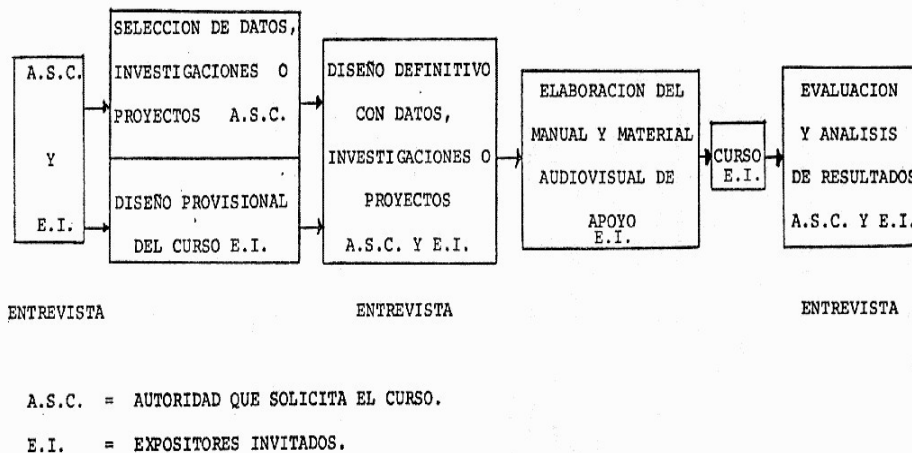 A.S.C.
Y
E.I.
SELECCION DE DATOS,
INVESTIGACIONES O
PROYECTOS A.S.C.
DISEÑO PROVISIONAL
DEL CURSO E.I.
DISEÑO DEFINITIVO
CON DATOS,
INVESTIGACIONES O
PROYECTOS
A.S.C. Y E.I.
ELABORACION DEL
MANUAL Y MATERIAL
AUDIOVISUAL DE
APOYO
E.I.
CURSO
E.I.
EVALUACION
Y ANALISIS
DE RESULTADOS
A.S.C. Y E.I.
ENTREVISTA
ENTREVISTA
ENTREVISTA
A.S.C. = AUTORIDAD QUE SOLICITA EL CURSO.
E.I. = EXPOSITORES INVITADOS.